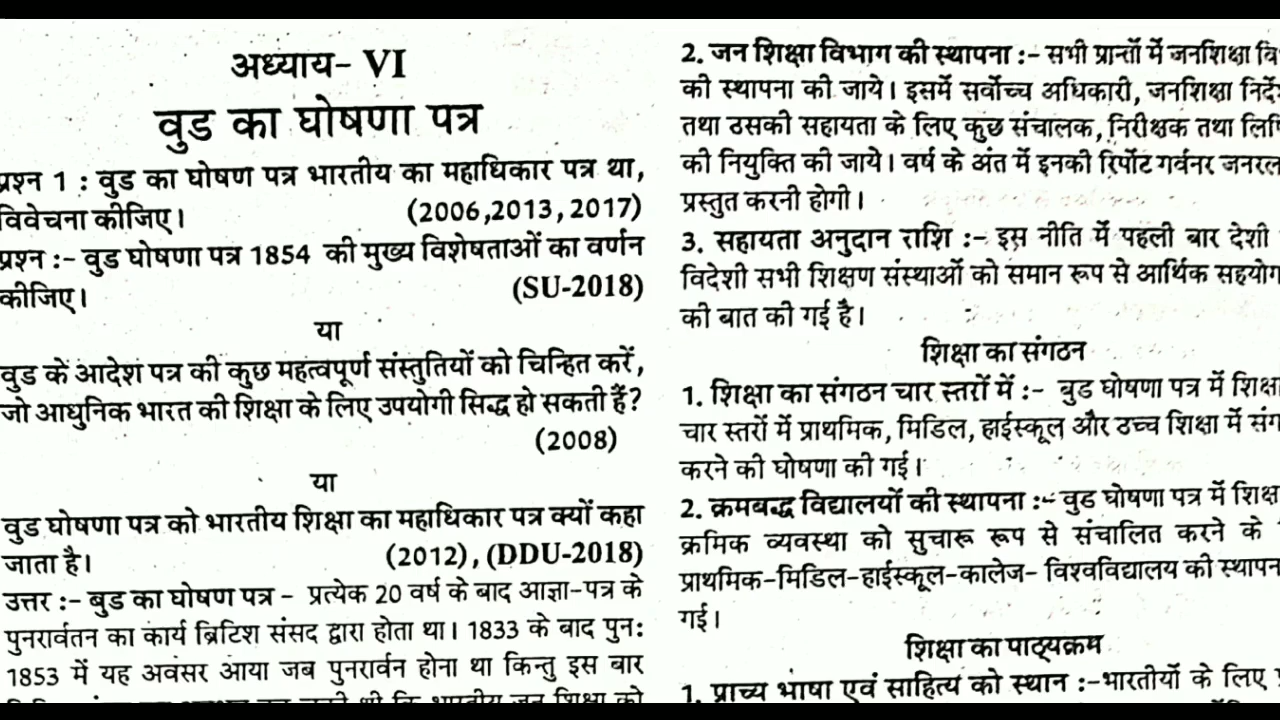 अध्याय- VI
वुड का घोषणा पत्र
प्रश्न 1 : वुड का घोषण पत्र भारतीय का महाधिकार पत्र था,
विवेचना कीजिए। (2006,2013, 2017)
प्रश्न :- वुड घोषणा पत्र 1854 की मुख्य विशेषताओं का वर्णन
कीजिए। (SU-2018)
या
वुड के आदेश पत्र की कुछ महत्वपूर्ण संस्तुतियों को चिन्हित करें,
जो आधुनिक भारत की शिक्षा के लिए उपयोगी सिद्ध हो सकती हैं?
(2008)
या
वुड घोषणा पत्र को भारतीय शिक्षा का महाधिकार पत्र क्यों कहा
जाता है। (2012), (DDU-2018)
उत्तर :- बुड का घोषण पत्र - प्रत्येक 20 वर्ष के बाद आज्ञा-पत्र के
पुनरार्वतन का कार्य ब्रिटिश संसद द्वारा होता था। 1833 के बाद पुन:
1853 में यह अवसर आया जब पुनरार्वन होना था किन्तु इस बार
कि भारतीय जन शिक्षा को
2. जन शिक्षा विभाग की स्थापना :- सभी प्रान्तों में जनशिक्षा
की स्थापना की जाये। इसमें सर्वोच्च अधिकारी, जनशिक्षा
तथा उसकी सहायता के लिए कुछ संचालक, निरीक्षक तथा
की नियुक्ति की जाये। वर्ष के अंत में इनकी रिर्पोट गर्वनर जनरल
प्रस्तुत करनी होगी।
3. सहायता अनुदान राशि :- इस नीति में पहली बार देशी
विदेशी सभी शिक्षण संस्थाओं को समान रूप से आर्थिक सहयोग
की बात की गई है।
शिक्षा का संगठन
1. शिक्षा का संगठन चार स्तरों में :- वुड घोषणा पत्र में शिक्षा
चार स्तरों में प्राथमिक, मिडिल, हाईस्कूल और उच्च शिक्षा में
करने की घोषणा की गई।
2. क्रमबद्ध विद्यालयों की स्थापना :- वुड घोषणा पत्र में शिक्षा
क्रमिक व्यवस्था को सुचारू रूप से संचालित करने के
प्राथमिक-मिडिल-हाईस्कूल-कालेज- विश्वविद्यालय की
गई।
शिक्षा का पाठ्यक्रम
1. प्राच्य भाषा एवं साहित्य को स्थान :-भारतीयों के लिए